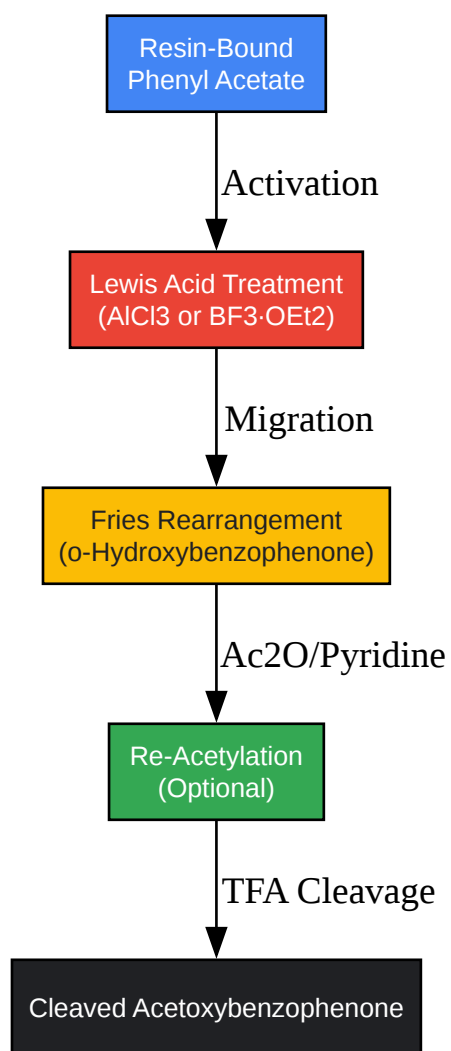 Resin-Bound
Phenyl Acetate
Activation
Lewis Acid Treatment
(AlCl3 or BF3·OEt2)
Migration
Fries Rearrangement
(o-Hydroxybenzophenone)
Ac2O/Pyridine
Re-Acetylation
(Optional)
TFA Cleavage
Cleaved Acetoxybenzophenone